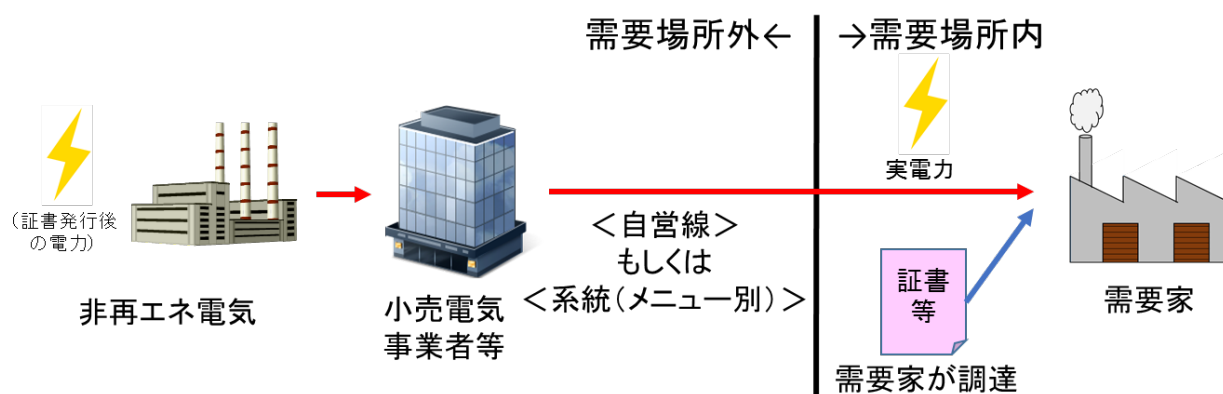 需要場所外←
→需要場所内
実電力
(証書発行後
の電力)
<自営線>
もしくは
<系統(メニュー別)>
証書
等
非再エネ電気
小売電気
事業者等
需要家
需要家が調達